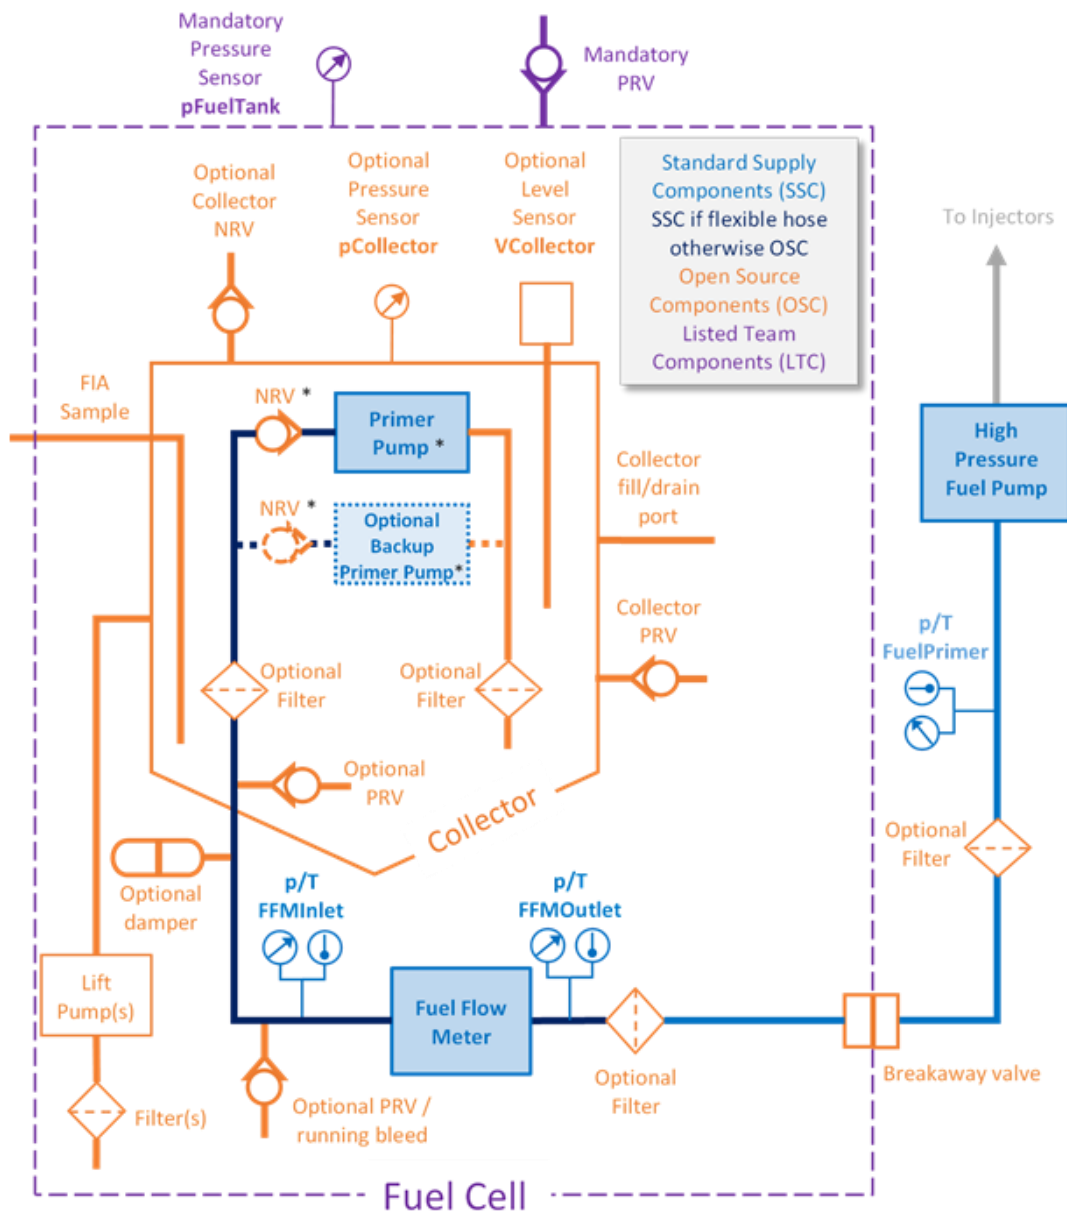 Mandatory
Pressure
Sensor
pFuelTank
Mandatory
PRV
Optional
Collector
NRV
Optional
Pressure
Sensor
pCollector
Optional
Level
Sensor
VCollector
Standard Supply
Components (SSC)
SSC if flexible hose
otherwise OSC
Open Source
Components (OSC)
Listed Team
Components (LTC)
To Injectors
FIA
Sample
NRV *
Primer
Pump *
High
Pressure
Fuel Pump
Collector
fill/drain
port
NRV *
Optional
Backup
Primer Pump*
Collector
PRV
p/T
FuelPrimer
Optional
Filter
Optional
Filter
Optional
PRV
Collector
Optional
Filter
Optional
damper
p/T
FFMInlet
p/T
FFMOutlet
Lift
Pump(s)
Fuel Flow
Meter
Optional
Filter
Breakaway valve
Filter(s)
Optional PRV /
running bleed
Fuel Cell